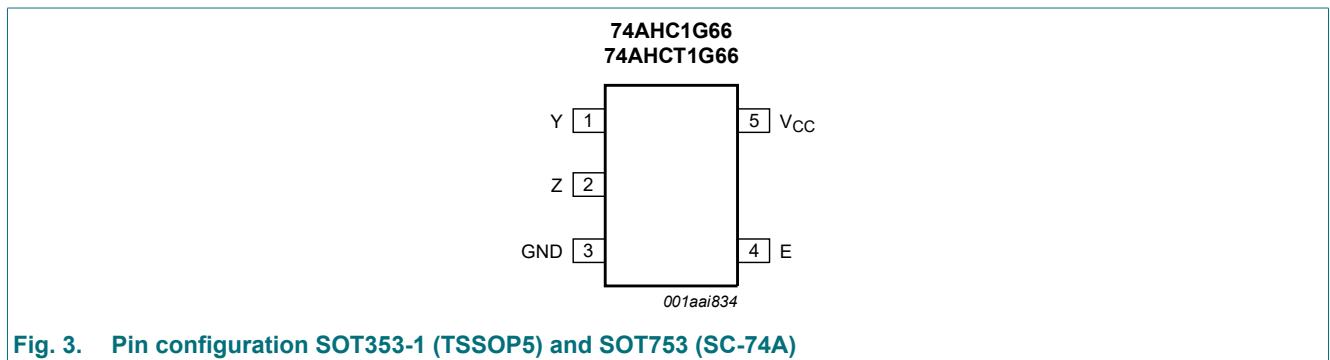 74AHC1G66
74AHCT1G66
Y 1
5 VCC
Z 2
GND 3
4 E
001aai834
Fig. 3. Pin configuration SOT353-1 (TSSOP5) and SOT753 (SC-74A)